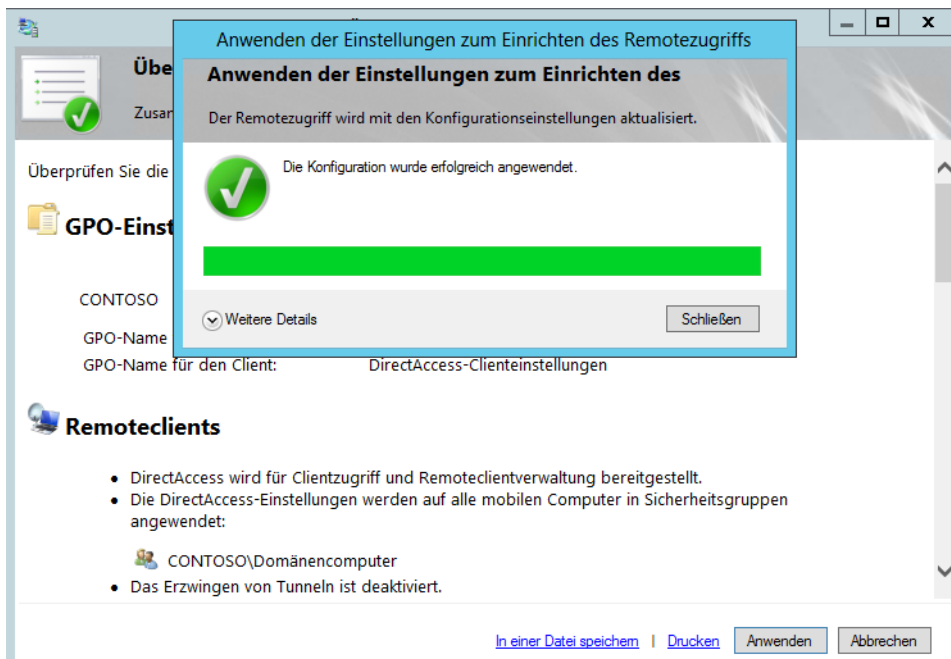 Anwenden der Einstellungen zum Einrichten des Remotezugriffs
x
Übe
Zusan
Anwenden der Einstellungen zum Einrichten des
Der Remotezugriff wird mit den Konfigurationseinstellungen aktualisiert.
Überprüfen Sie die
Die Konfiguration wurde erfolgreich angewendet.
GPO-Einst
CONTOSO
Weitere Details
Schließen
GPO-Name
GPO-Name für den Client: DirectAccess-Clienteinstellungen
Remoteclients
• DirectAccess wird für Clientzugriff und Remoteclientverwaltung bereitgestellt.
• Die DirectAccess-Einstellungen werden auf alle mobilen Computer in Sicherheitsgruppen
angewendet:
CONTOSO\Domänencomputer
• Das Erzwingen von Tunneln ist deaktiviert.
In einer Datei speichern | Drucken Anwenden Abbrechen